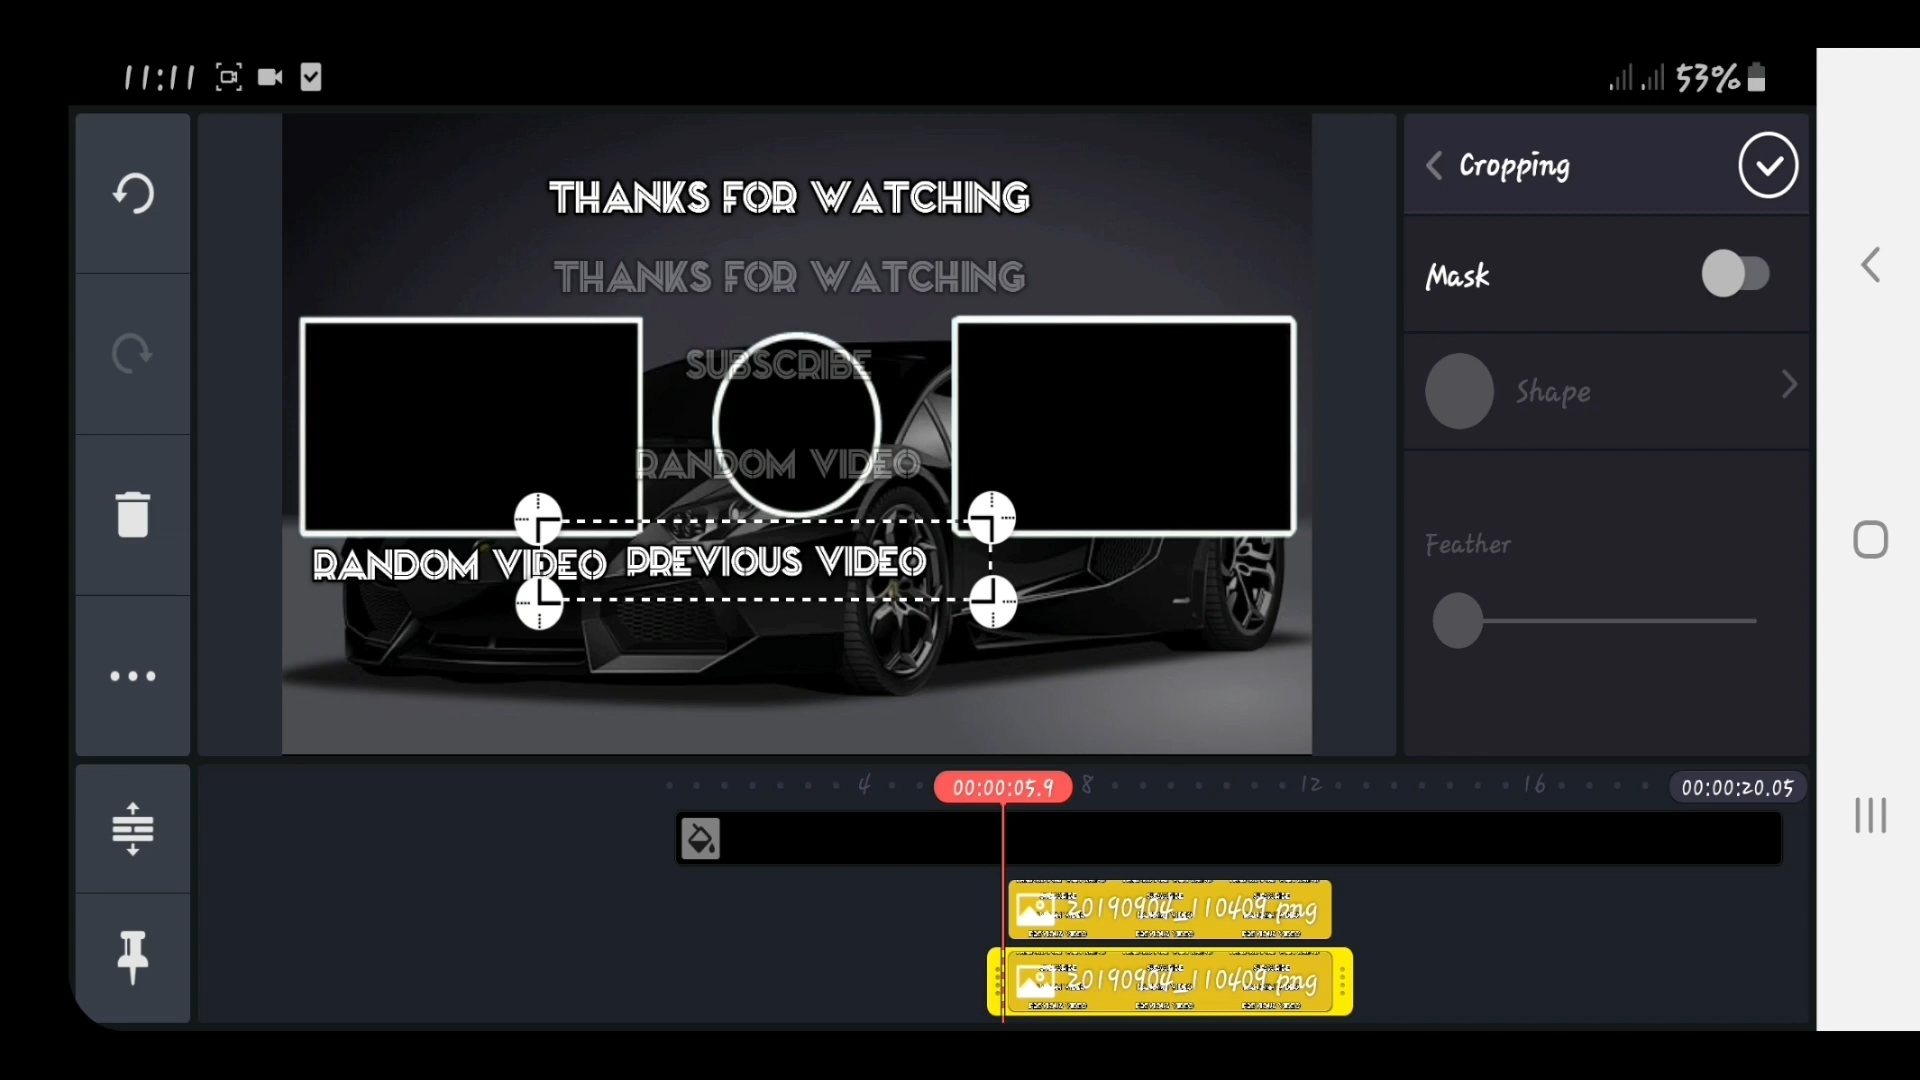 11:11
53%
Cropping
THANKS FOR WATCHING
Mask
THANKS FOR WATCHING
SUBSCRIBE
Shape
RANDOM VIDEO
RANDOM VIDEO
PREVIOUS VIDEO
Feather
4
00:00:05.9
8
12
16
00:00:20.05
20190904_110409.png
20190904_110409.png